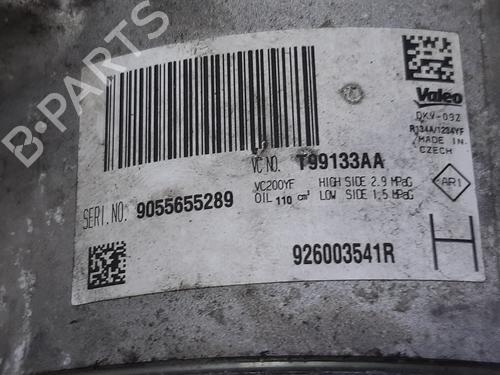 B-PARTS
Valeo
DKV-09Z
R134A/1234YF
MADE IN
CZECH
AR1
VC NO. T99133AA
VC200YF HIGH SIDE 2.9 MPaG
OIL 110 cm³ LOW SIDE 1.5 MPaG
SERI.NO: 9055655289
926003541R
H